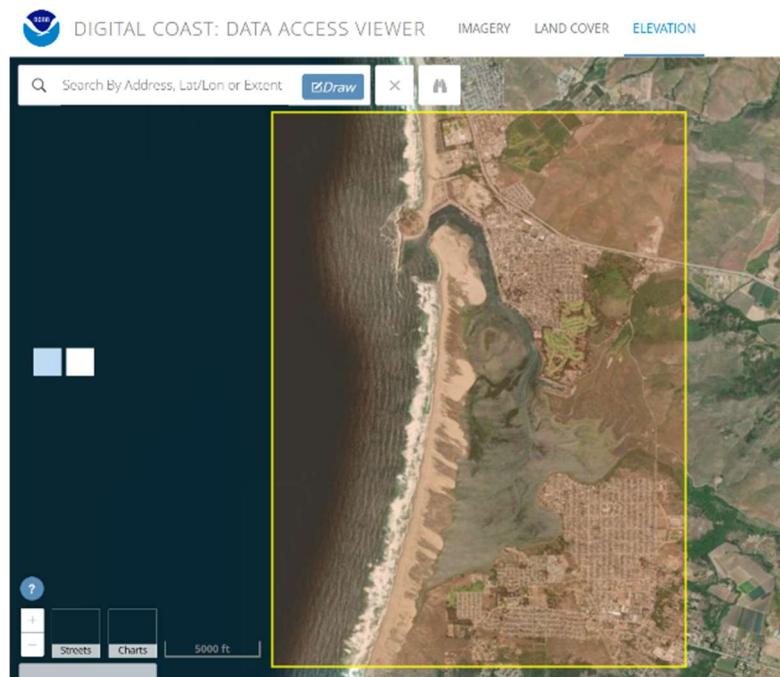 NOAA
DIGITAL COAST: DATA ACCESS VIEWER
IMAGERY
LAND COVER
ELEVATION
Search By Address, Lat/Lon or Extent
Draw
?
+
−
Streets
Charts
5000 ft